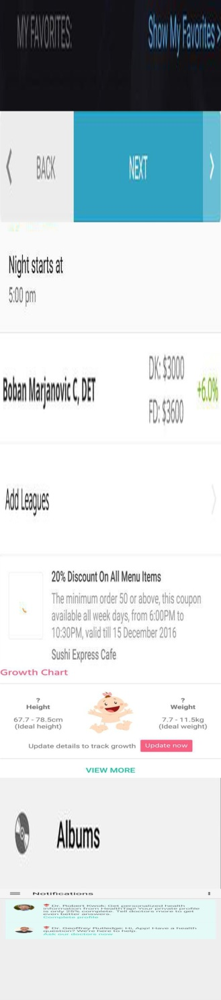 MY FAVORITES:
Show My Favorites >
BACK
NEXT
Night starts at
5:00 pm
Boban Marjanovic C, DET
DK: $3000
FD: $3600
+6.0%
Add Leagues
20% Discount On All Menu Items
The minimum order 50 or above, this coupon
available all week days, from 6:00PM to
10:30PM, valid till 15 December 2016
Sushi Express Cafe
Growth Chart
?
Height
67.7 - 78.5cm
(Ideal height)
?
Weight
7.7 - 11.5kg
(Ideal weight)
Update details to track growth
Update now
VIEW MORE
Albums
Notifications
Dr. Robert Kwok: Get personalized health
information from HealthTap! Your private profile
is only 25% complete. Tell doctors more to get
even better answers.
Complete profile
Dr. Geoffrey Rutledge: Hi, App! Have a health
question? We're here to help.
Ask our doctors now